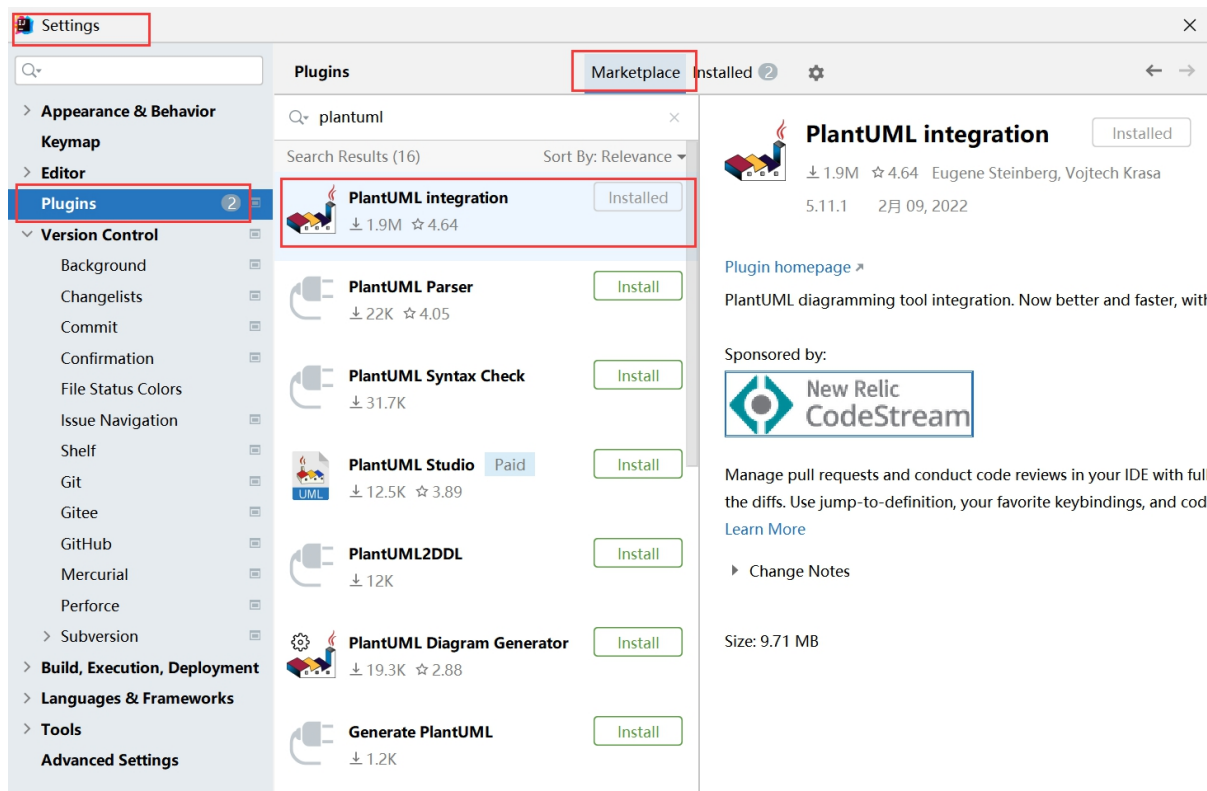 Settings
Appearance & Behavior
Keymap
Editor
Plugins 2
Version Control
Background
Changelists
Commit
Confirmation
File Status Colors
Issue Navigation
Shelf
Git
Gitee
GitHub
Mercurial
Perforce
Subversion
Build, Execution, Deployment
Languages & Frameworks
Tools
Advanced Settings
Plugins Marketplace Installed 2
plantuml
Search Results (16) Sort By: Relevance
PlantUML integration Installed
1.9M 4.64
PlantUML Parser Install
22K 4.05
PlantUML Syntax Check Install
31.7K
PlantUML Studio Paid Install
UML 12.5K 3.89
PlantUML2DDL Install
12K
PlantUML Diagram Generator Install
19.3K 2.88
Generate PlantUML Install
1.2K
PlantUML integration Installed
1.9M 4.64 Eugene Steinberg, Vojtech Krasa
5.11.1 2月 09, 2022
Plugin homepage
PlantUML diagramming tool integration. Now better and faster, with
Sponsored by:
New Relic
CodeStream
Manage pull requests and conduct code reviews in your IDE with full
the diffs. Use jump-to-definition, your favorite keybindings, and cod
Learn More
Change Notes
Size: 9.71 MB